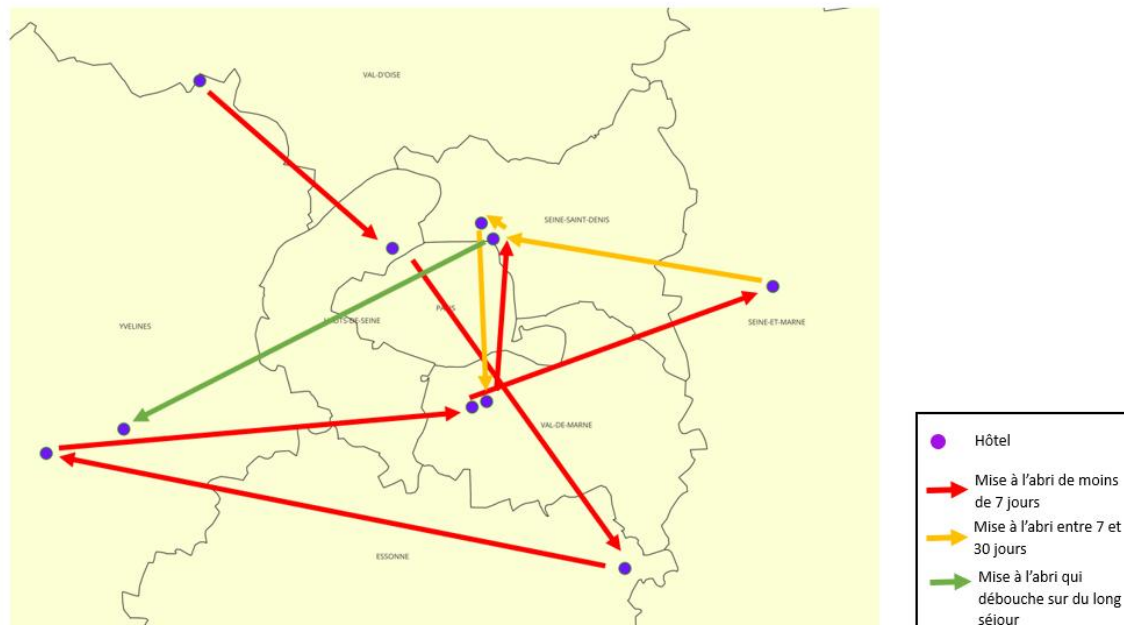 VAL-D'OISE
SEINE-SAINT-DENIS
PARIS
YVELINES
HAUTS-DE-SEINE
SEINE-ET-MARNE
VAL-DE-MARNE
ESSONNE
Hôtel
Mise à l'abri de moins
de 7 jours
Mise à l'abri entre 7 et
30 jours
Mise à l'abri qui
débouche sur du long
séjour